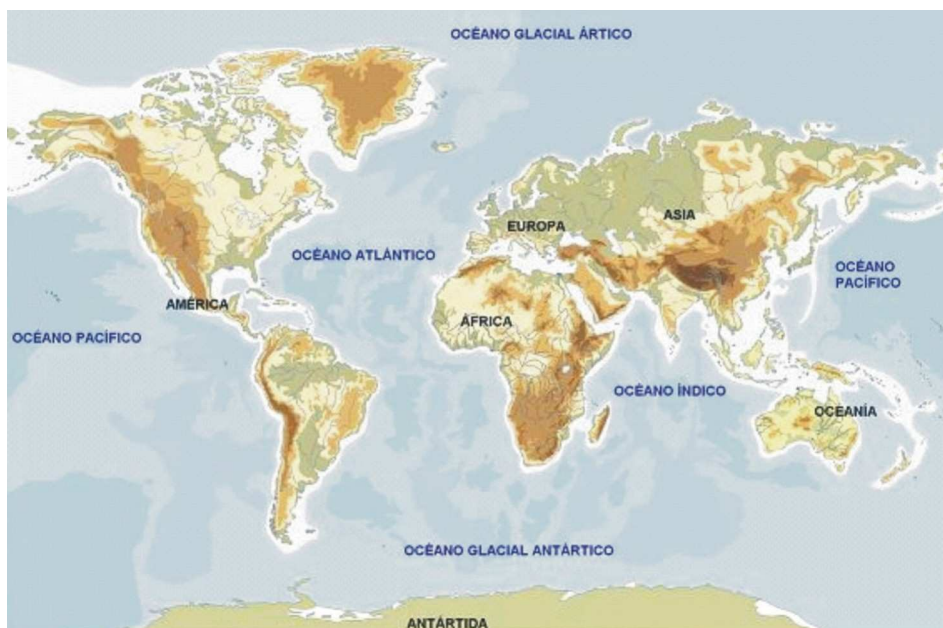 OCÉANO GLACIAL ÁRTICO
ASIA
EUROPA
OCÉANO ATLÁNTICO
OCÉANO
PACÍFICO
AMÉRICA
ÁFRICA
OCÉANO PACÍFICO
OCÉANO ÍNDICO
OCEANÍA
OCÉANO GLACIAL ANTÁRTICO
ANTÁRTIDA